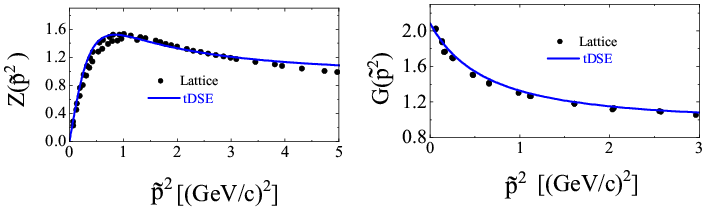 Z(p̃²)
1.6
1.2
0.8
0.4
0.0
Lattice
tDSE
0 1 2 3 4 5
p̃² [(GeV/c)²]
G(p̃²)
2.0
1.6
1.2
0.8
Lattice
tDSE
0 1 2 3
p̃² [(GeV/c)²]